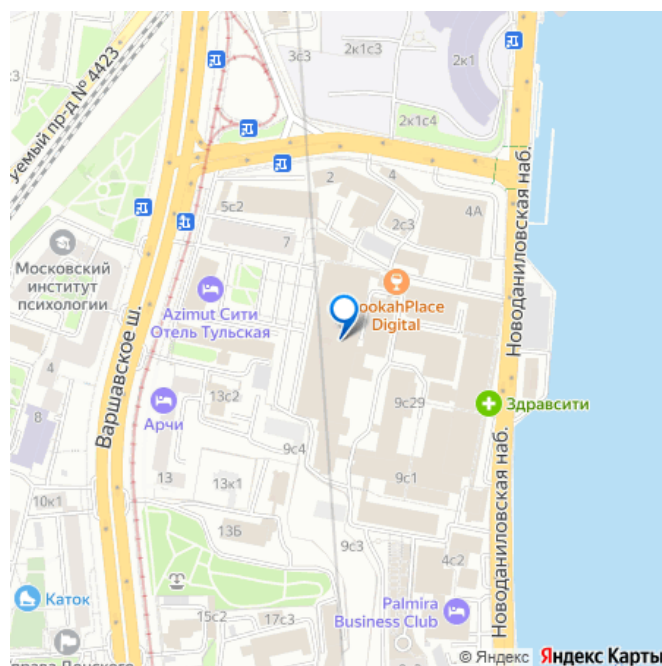 3с3
2к1с3
2к1
2к1с4
уемый пр-д № 4423
2
4
4А
5с2
2с3
7
Московский
институт
психологии
Azimut Сити
Отель Тульская
ookahPlace
Digital
Новоданиловская наб.
Варшавское ш.
4
8
Арчи
13с2
9с29
Здравсити
9с4
9с1
13
13к1
10к1
13Б
9с3
4с2
Новоданиловская наб.
Каток
15с2
17с3
Palmira
Business Club
© Яндекс Яндекс Карты